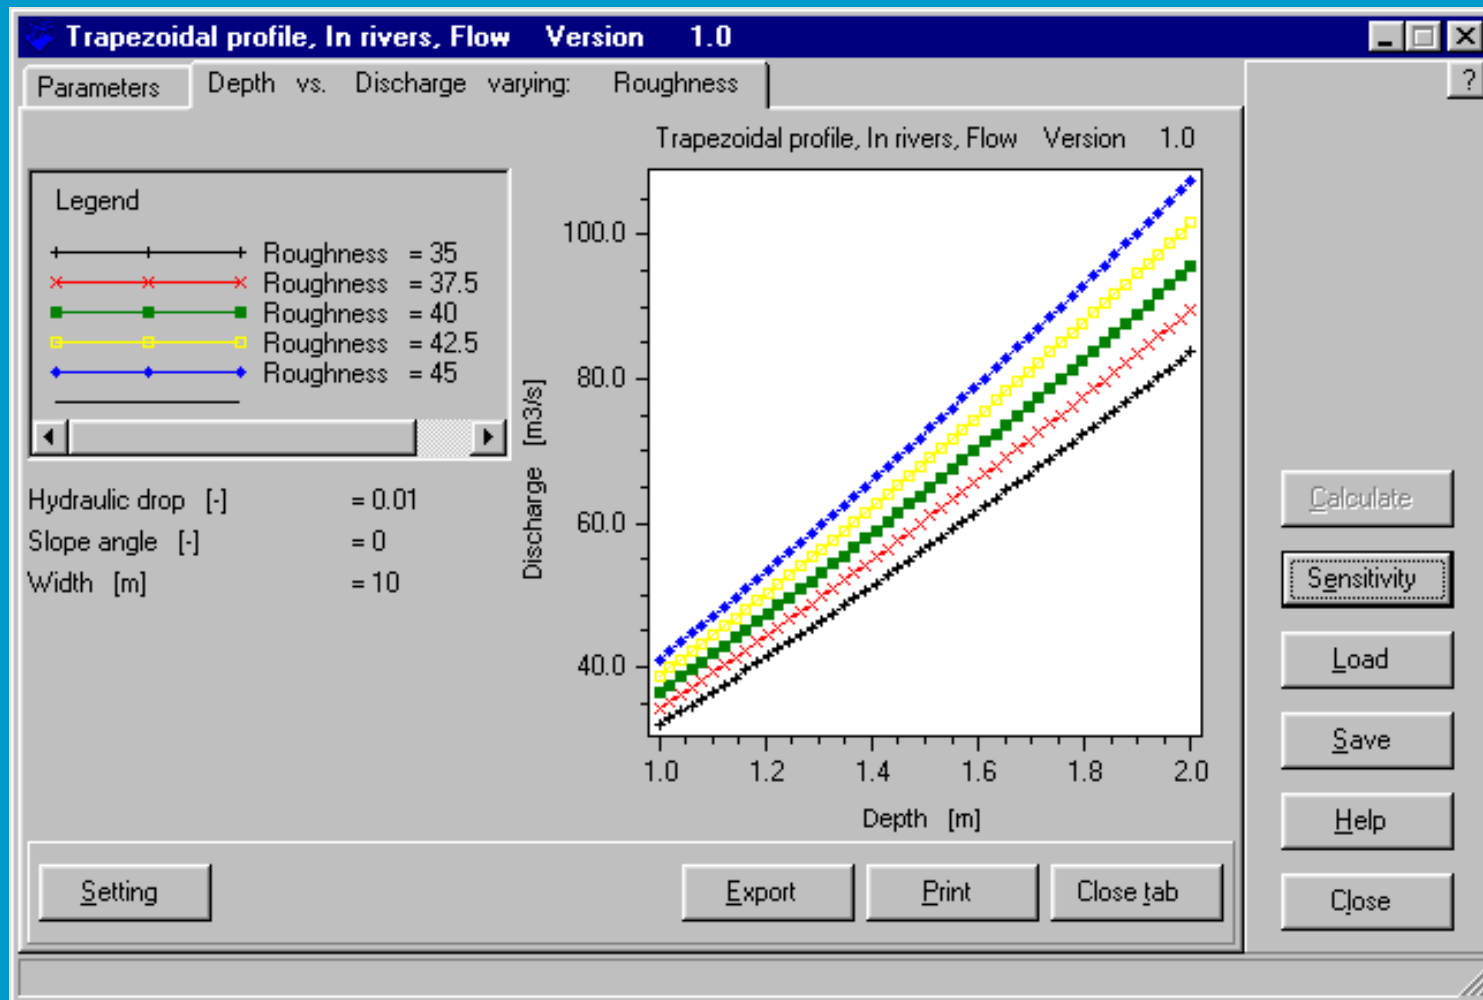 Trapezoidal profile, In rivers, Flow Version 1.0
Parameters
Depth vs. Discharge varying: Roughness
?
Trapezoidal profile, In rivers, Flow Version 1.0
Legend
Roughness = 35
Roughness = 37.5
Roughness = 40
Roughness = 42.5
Roughness = 45
Hydraulic drop [-] = 0.01
Slope angle [-] = 0
Width [m] = 10
Discharge [m3/s]
100.0
80.0
60.0
40.0
1.0 1.2 1.4 1.6 1.8 2.0
Depth [m]
Calculate
Sensitivity
Load
Save
Help
Close
Setting
Export
Print
Close tab